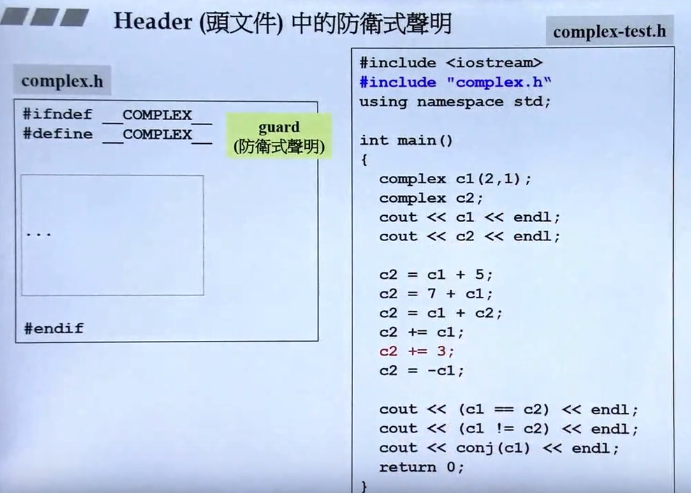 Header (頭文件) 中的防衛式聲明
complex.h
#ifndef __COMPLEX__
#define __COMPLEX__
guard
(防衛式聲明)
...
#endif
complex-test.h
#include <iostream>
#include "complex.h"
using namespace std;
int main()
{
complex c1(2,1);
complex c2;
cout << c1 << endl;
cout << c2 << endl;
c2 = c1 + 5;
c2 = 7 + c1;
c2 = c1 + c2;
c2 += c1;
c2 += 3;
c2 = -c1;
cout << (c1 == c2) << endl;
cout << (c1 != c2) << endl;
cout << conj(c1) << endl;
return 0;
}